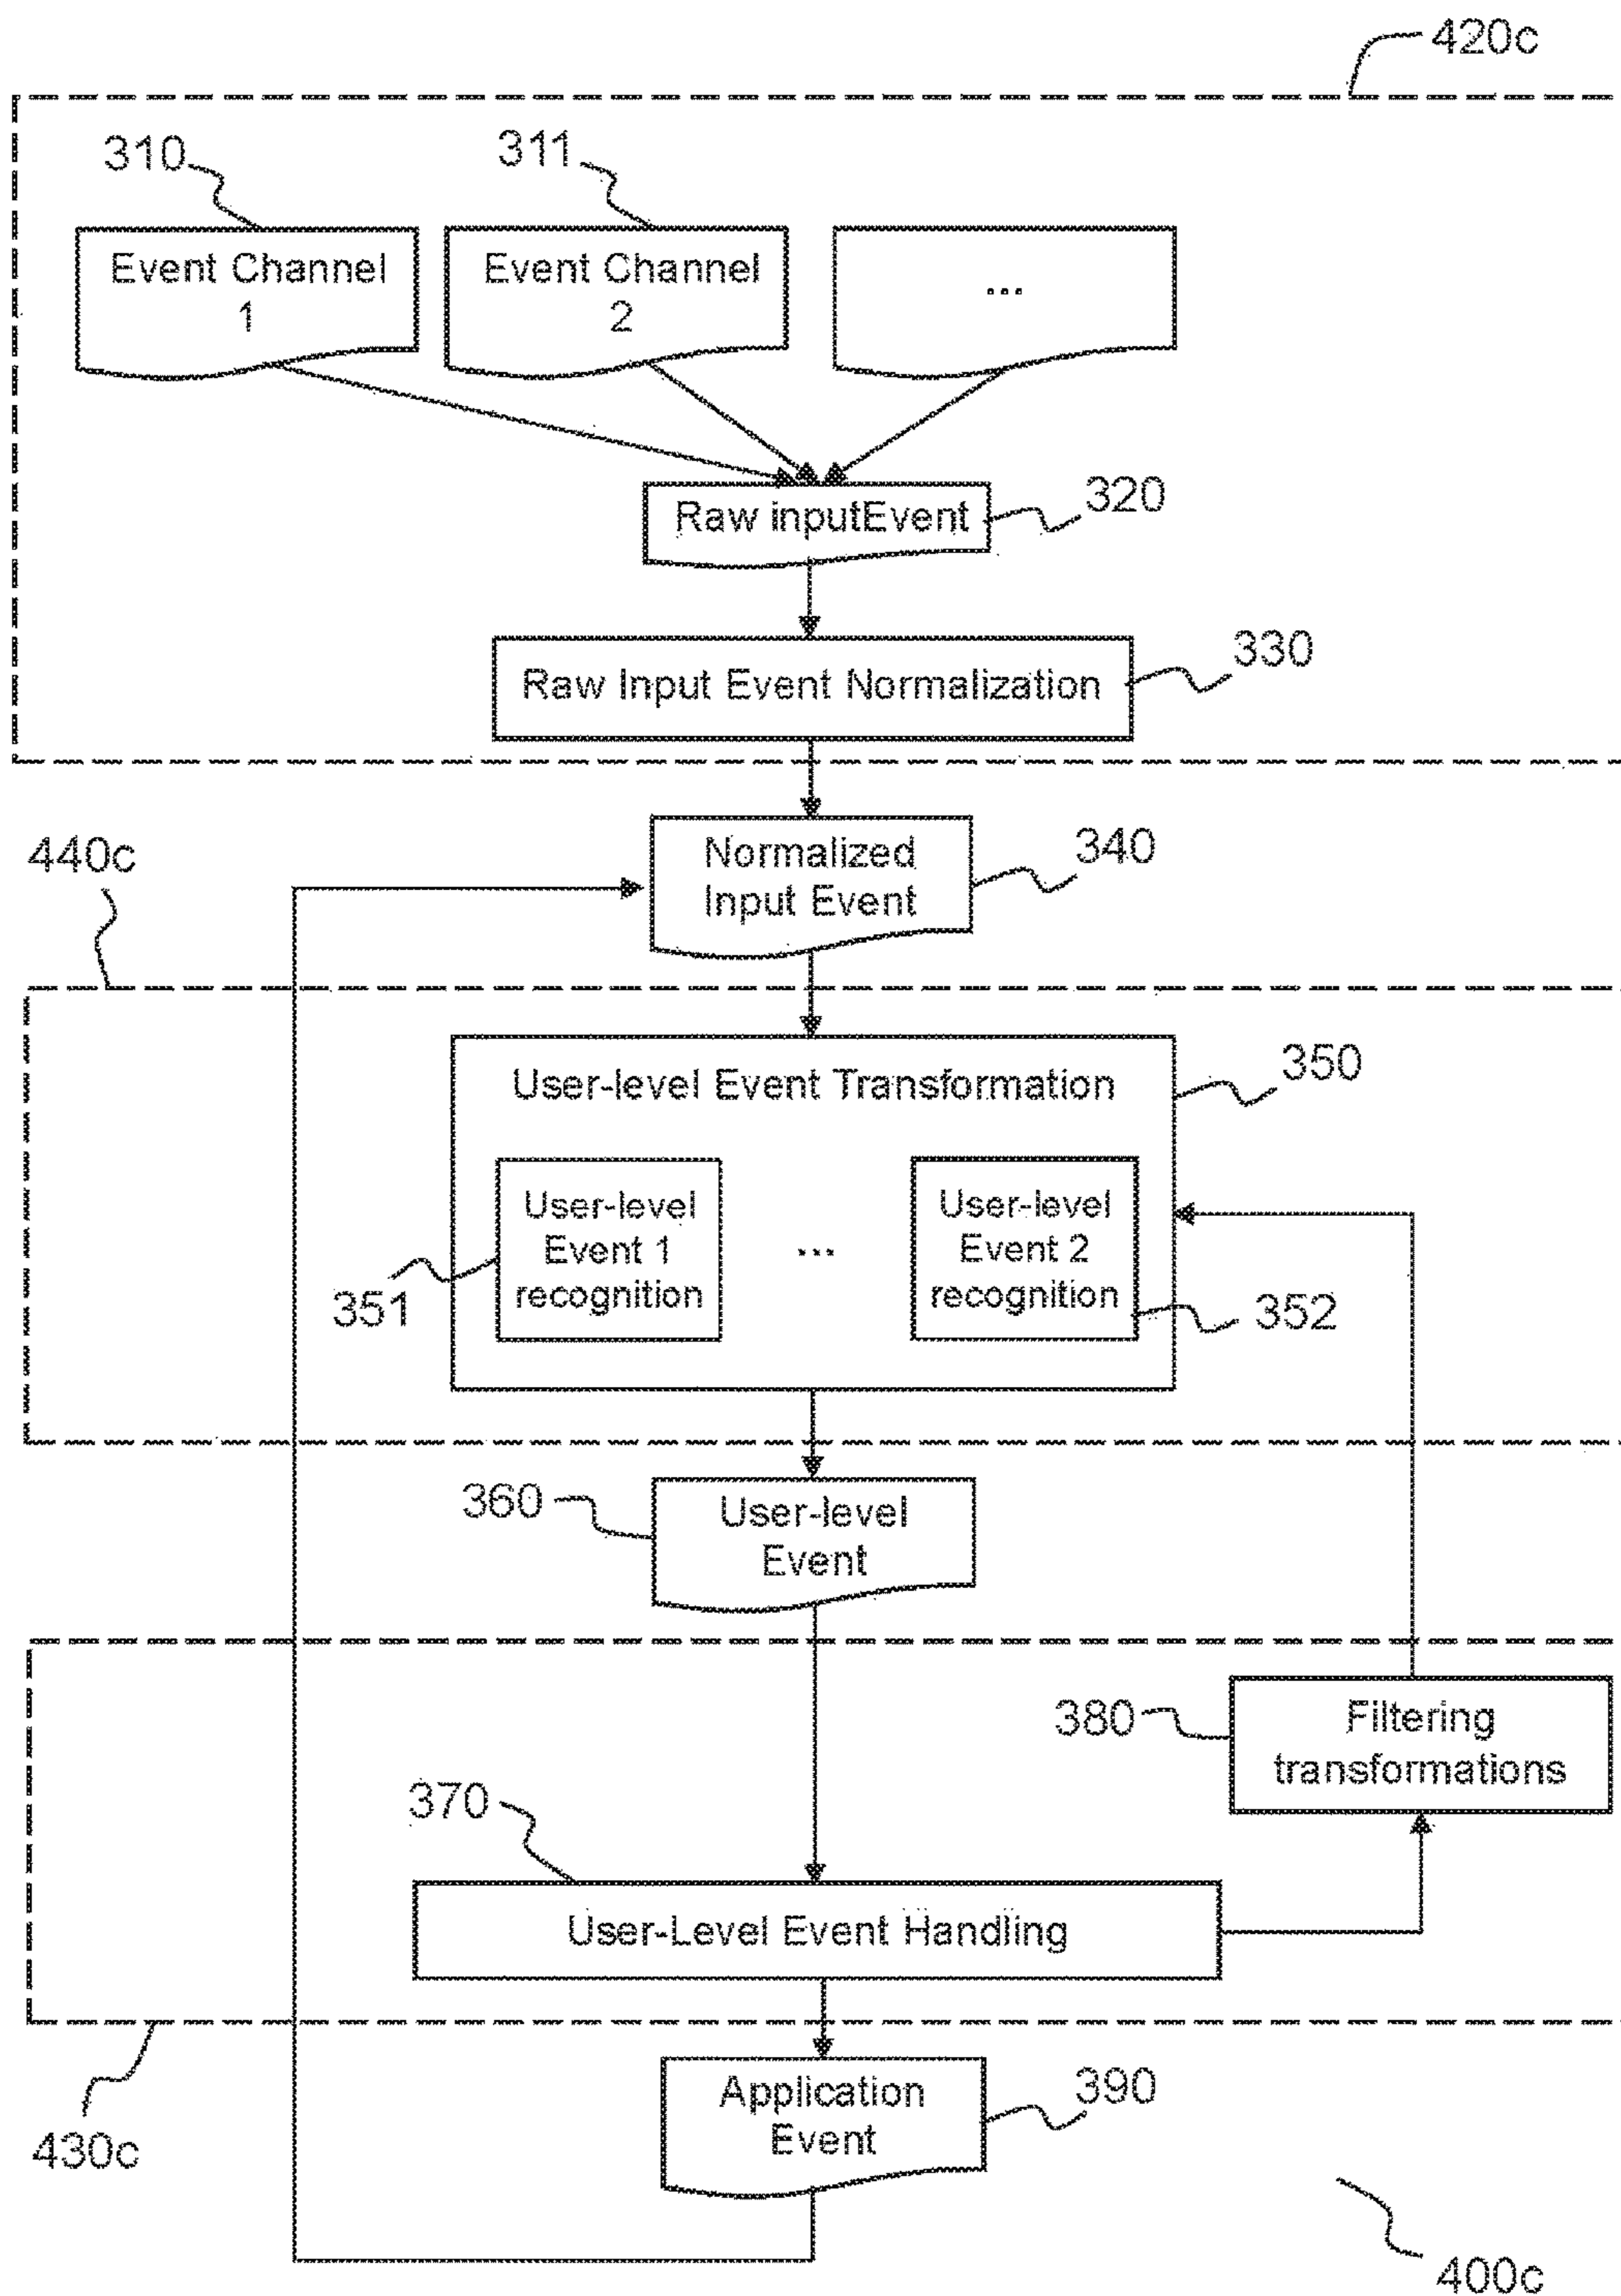 420c
310
311
Event Channel
1
Event Channel
2
...
Raw inputEvent
320
Raw Input Event Normalization
330
440c
Normalized
Input Event
340
User-level Event Transformation
350
User-level
Event 1
recognition
...
User-level
Event 2
recognition
351
352
360
User-level
Event
380
Filtering
transformations
370
User-Level Event Handling
Application
Event
390
430c
400c